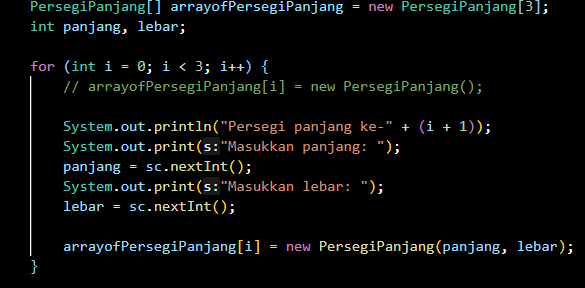 PersegiPanjang[] arrayofPersegiPanjang = new PersegiPanjang[3];
int panjang, lebar;
for (int i = 0; i < 3; i++) {
// arrayofPersegiPanjang[i] = new PersegiPanjang();
System.out.println("Persegi panjang ke-" + (i + 1));
System.out.print(s:"Masukkan panjang: ");
panjang = sc.nextInt();
System.out.print(s:"Masukkan lebar: ");
lebar = sc.nextInt();
arrayofPersegiPanjang[i] = new PersegiPanjang(panjang, lebar);
}